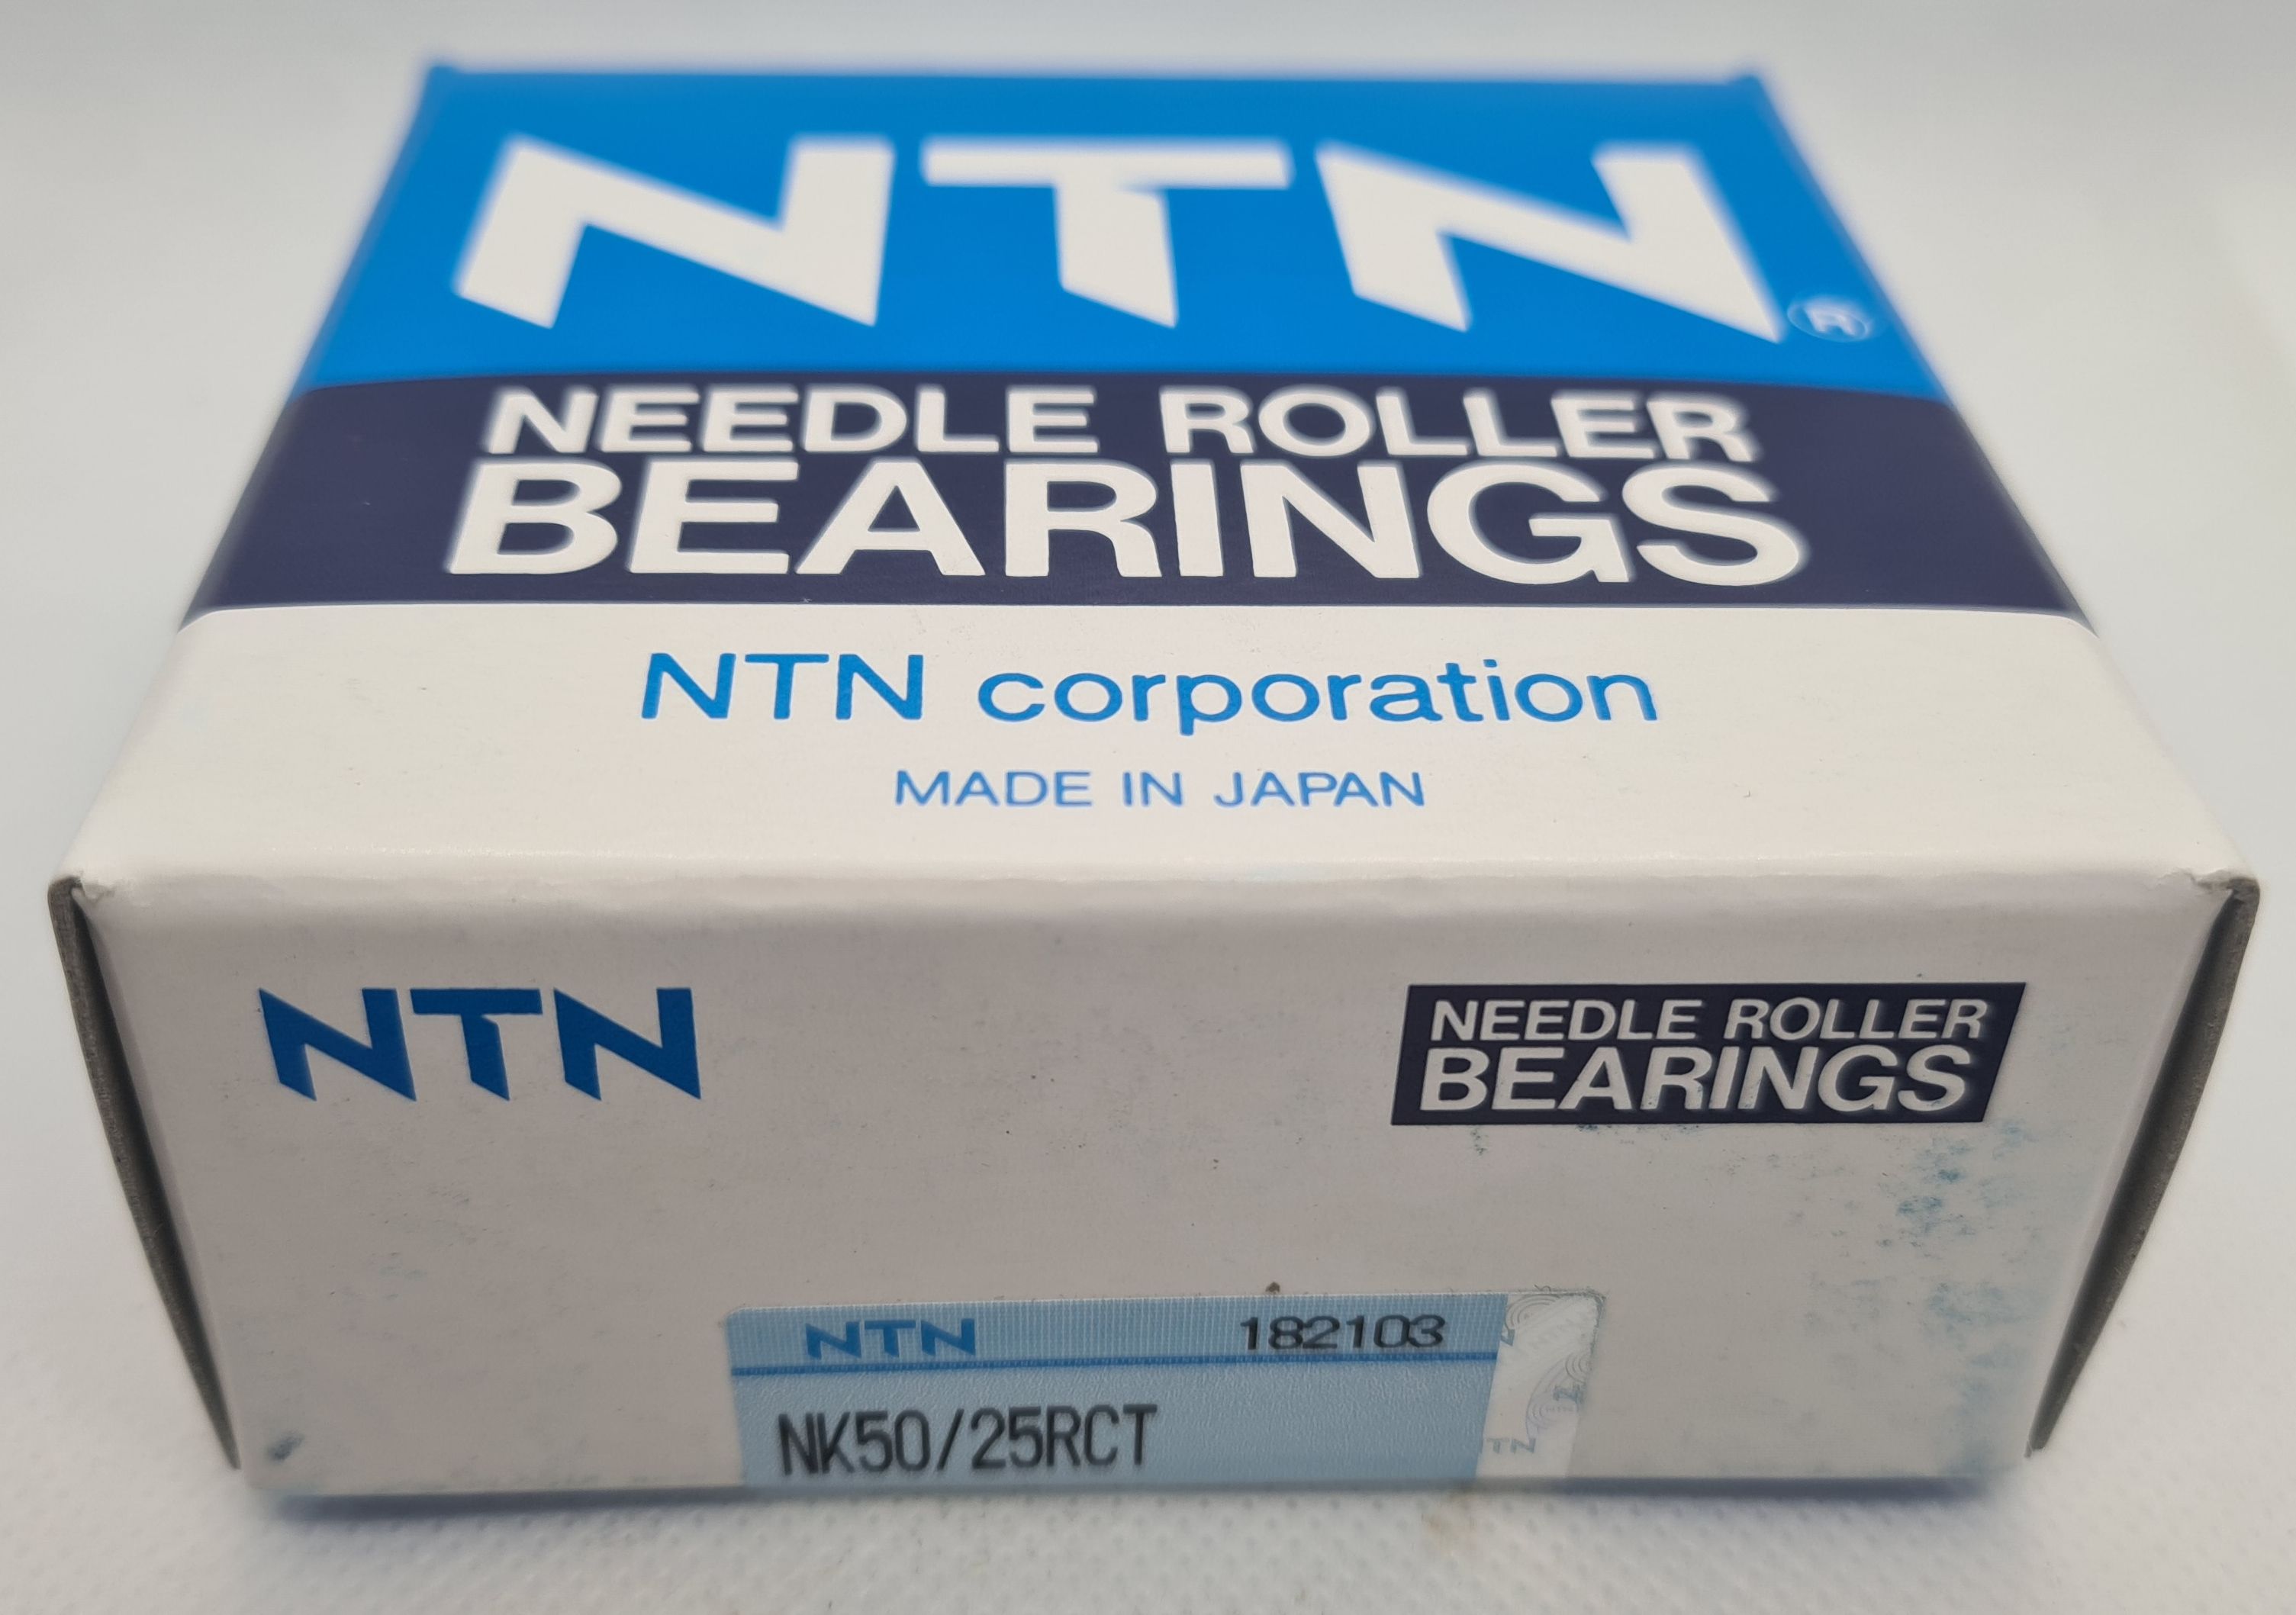 NTN®
NEEDLE ROLLER
BEARINGS
NTN corporation
MADE IN JAPAN
NTN
NEEDLE ROLLER
BEARINGS
NTN 182103
NK50/25RCT